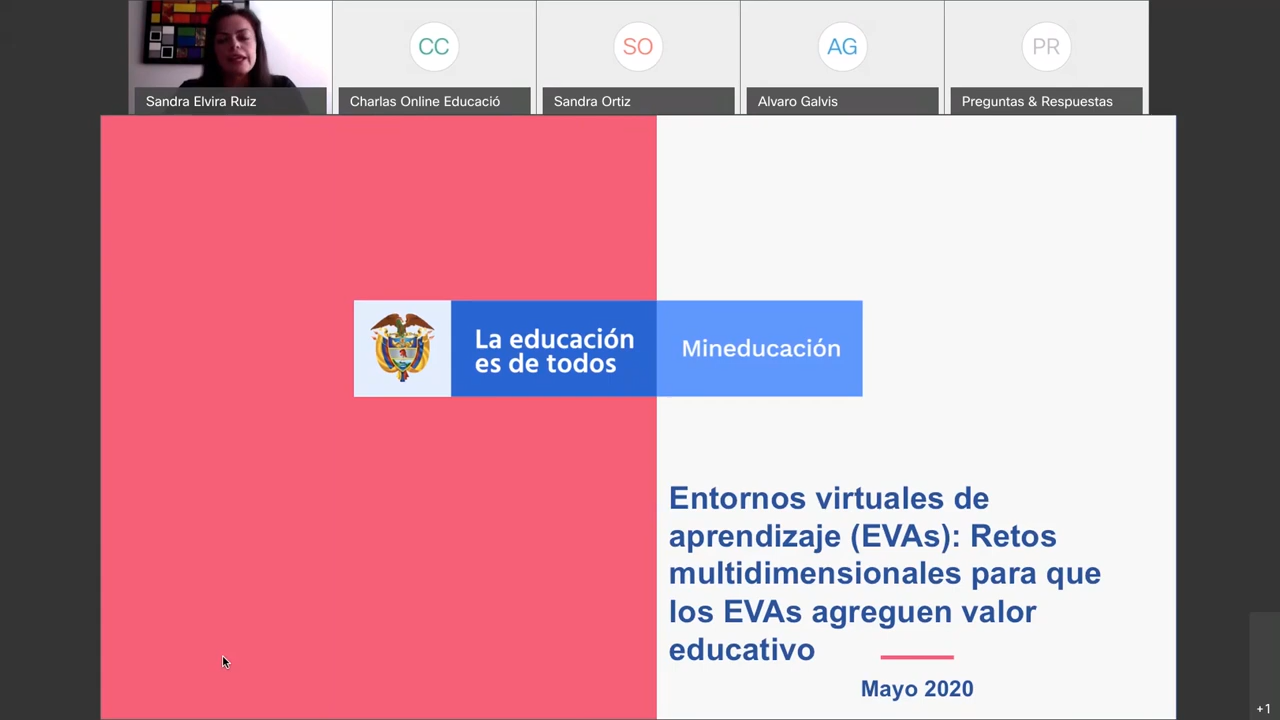 CC
SO
AG
PR
Sandra Elvira Ruiz
Charlas Online Educació
Sandra Ortiz
Alvaro Galvis
Preguntas & Respuestas
La educación
es de todos
Mineducación
Entornos virtuales de
aprendizaje (EVAs): Retos
multidimensionales para que
los EVAs agreguen valor
educativo
Mayo 2020
+1